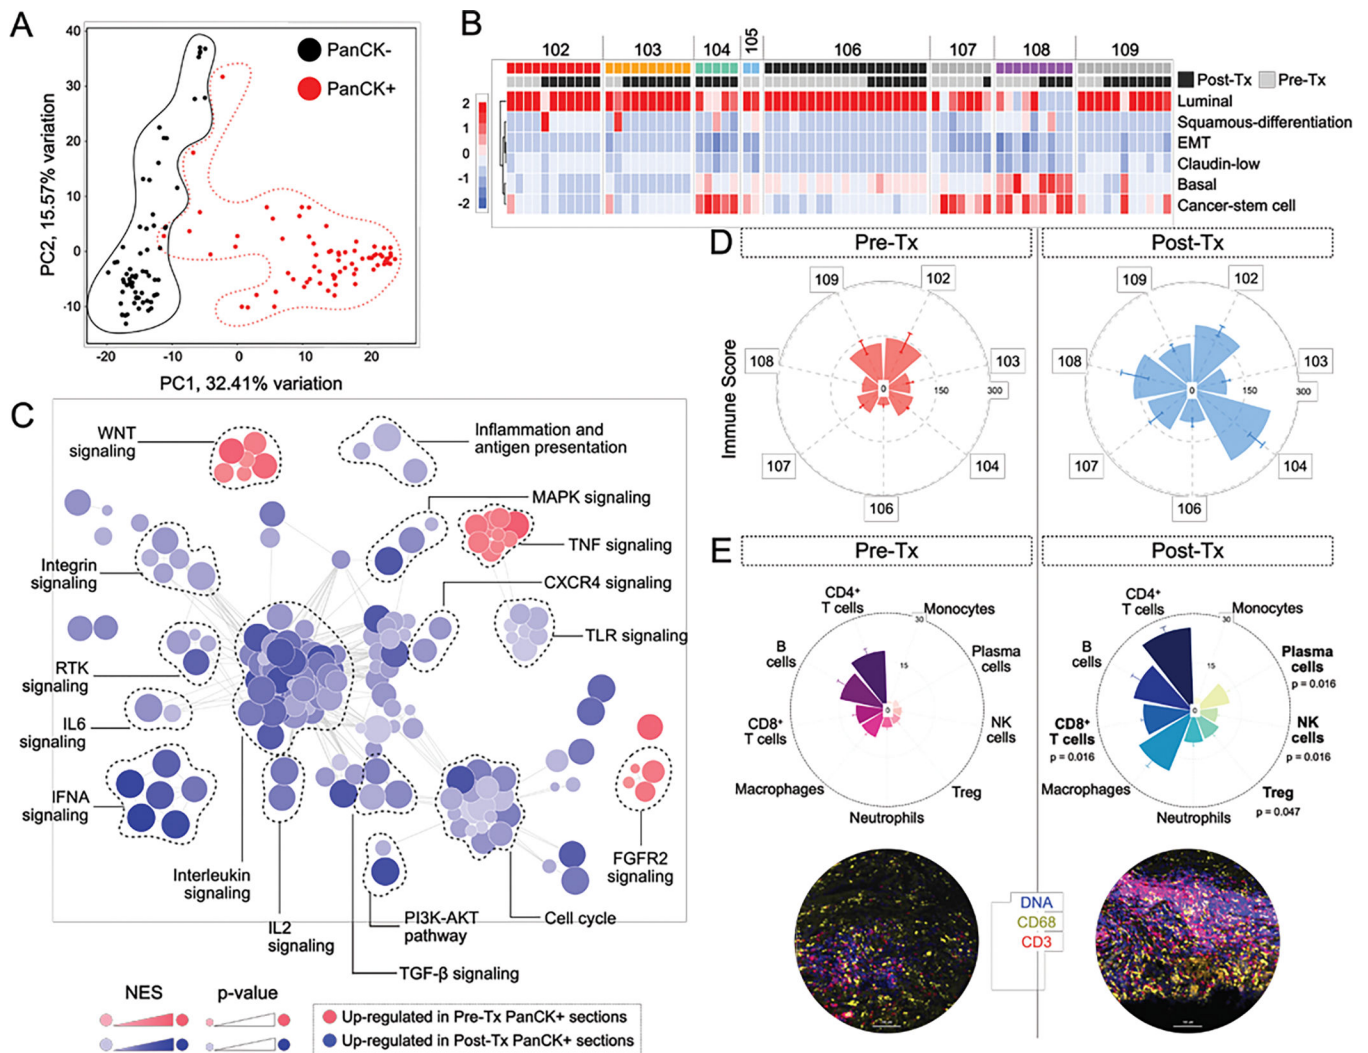 A
40
30
20
10
0
-10
-20
-10
0
10
20
PC2, 15.57% variation
PC1, 32.41% variation
PanCK-
PanCK+
B
102
103
104
105
106
107
108
109
Post-Tx
Pre-Tx
2
1
0
-1
-2
Luminal
Squamous-differentiation
EMT
Claudin-low
Basal
Cancer-stem cell
C
WNT
signaling
Inflammation and
antigen presentation
MAPK signaling
TNF signaling
Integrin
signaling
CXCR4 signaling
TLR signaling
RTK
signaling
IL6
signaling
IFNA
signaling
Interleukin
signaling
IL2
signaling
PI3K-AKT
pathway
TGF-β signaling
Cell cycle
FGFR2
signaling
NES
p-value
Up-regulated in Pre-Tx PanCK+ sections
Up-regulated in Post-Tx PanCK+ sections
D
Pre-Tx
Post-Tx
Immune Score
109
102
108
103
0
150
300
107
104
106
109
102
108
103
0
150
300
107
104
106
E
Pre-Tx
Post-Tx
CD4+
T cells
Monocytes
30
B
cells
15
Plasma
cells
0
CD8+
T cells
NK
cells
Macrophages
Treg
Neutrophils
CD4+
T cells
Monocytes
30
B
cells
15
Plasma
cells
p = 0.016
0
CD8+
T cells
p = 0.016
NK
cells
p = 0.016
Macrophages
Treg
p = 0.047
Neutrophils
DNA
CD68
CD3